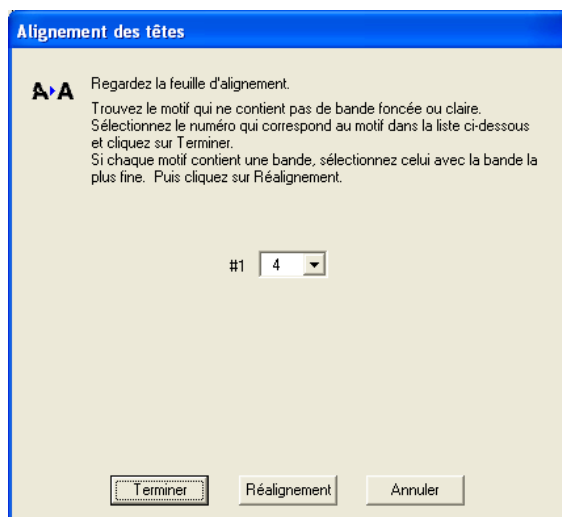 Alignement des têtes
A▸A Regardez la feuille d'alignement.
Trouvez le motif qui ne contient pas de bande foncée ou claire.
Sélectionnez le numéro qui correspond au motif dans la liste ci-dessous
et cliquez sur Terminer.
Si chaque motif contient une bande, sélectionnez celui avec la bande la
plus fine. Puis cliquez sur Réalignement.
#1 4
Terminer Réalignement Annuler